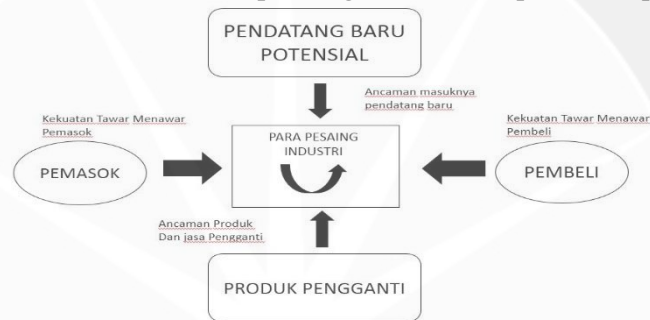 PENDATANG BARU
POTENSIAL
Ancaman masuknya
pendatang baru
Kekuatan Tawar Menawar
Pemasok
Kekuatan Tawar Menawar
Pembeli
PARA PESAING
INDUSTRI
PEMASOK
PEMBELI
Ancaman Produk
Dan jasa Pengganti
PRODUK PENGGANTI